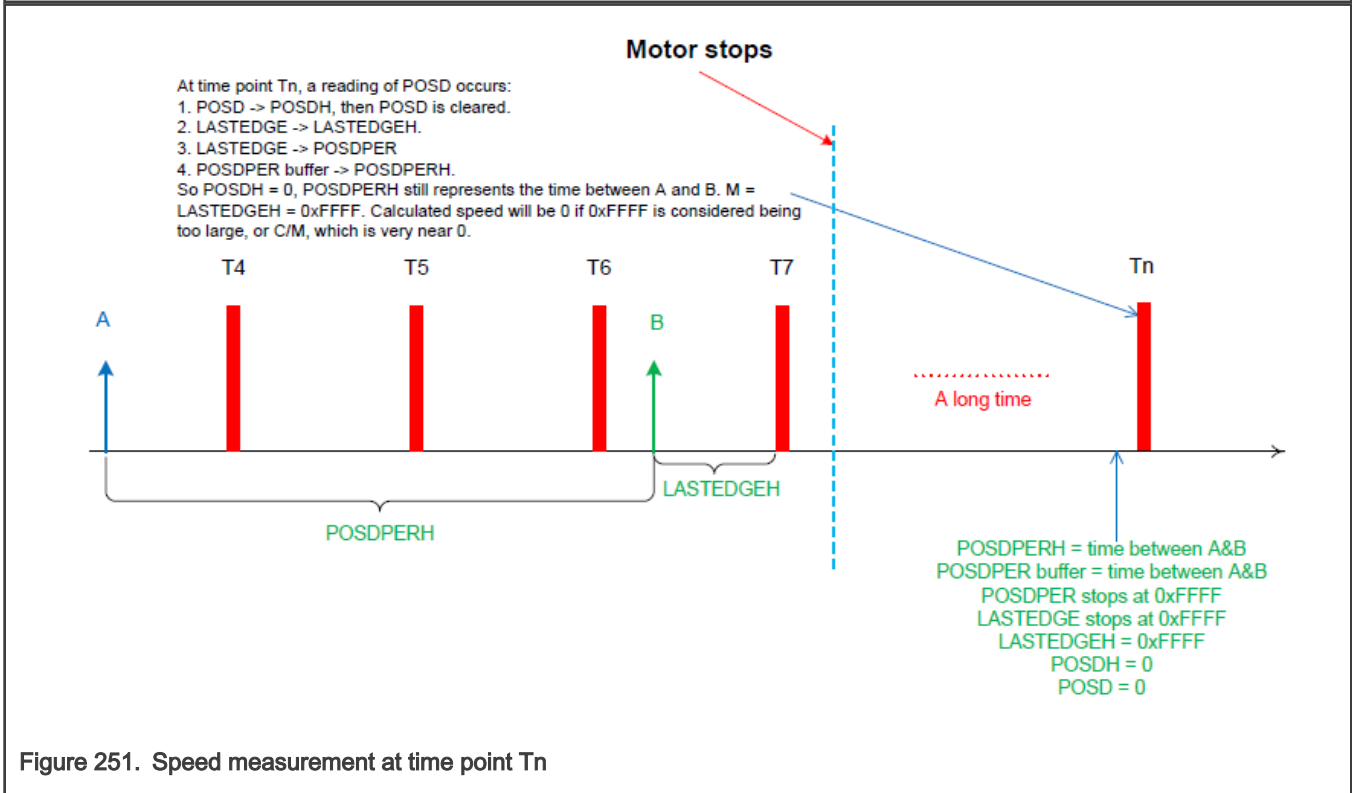 Motor stops
At time point Tn, a reading of POSD occurs:
1. POSD -> POSDH, then POSD is cleared.
2. LASTEDGE -> LASTEDGEH.
3. LASTEDGE -> POSDPER
4. POSDPER buffer -> POSDPERH.
So POSDH = 0, POSDPERH still represents the time between A and B. M =
LASTEDGEH = 0xFFFF. Calculated speed will be 0 if 0xFFFF is considered being
too large, or C/M, which is very near 0.
T4 T5 T6 T7 Tn
A B
A long time
LASTEDGEH
POSDPERH
POSDPERH = time between A&B
POSDPER buffer = time between A&B
POSDPER stops at 0xFFFF
LASTEDGE stops at 0xFFFF
LASTEDGEH = 0xFFFF
POSDH = 0
POSD = 0
Figure 251. Speed measurement at time point Tn